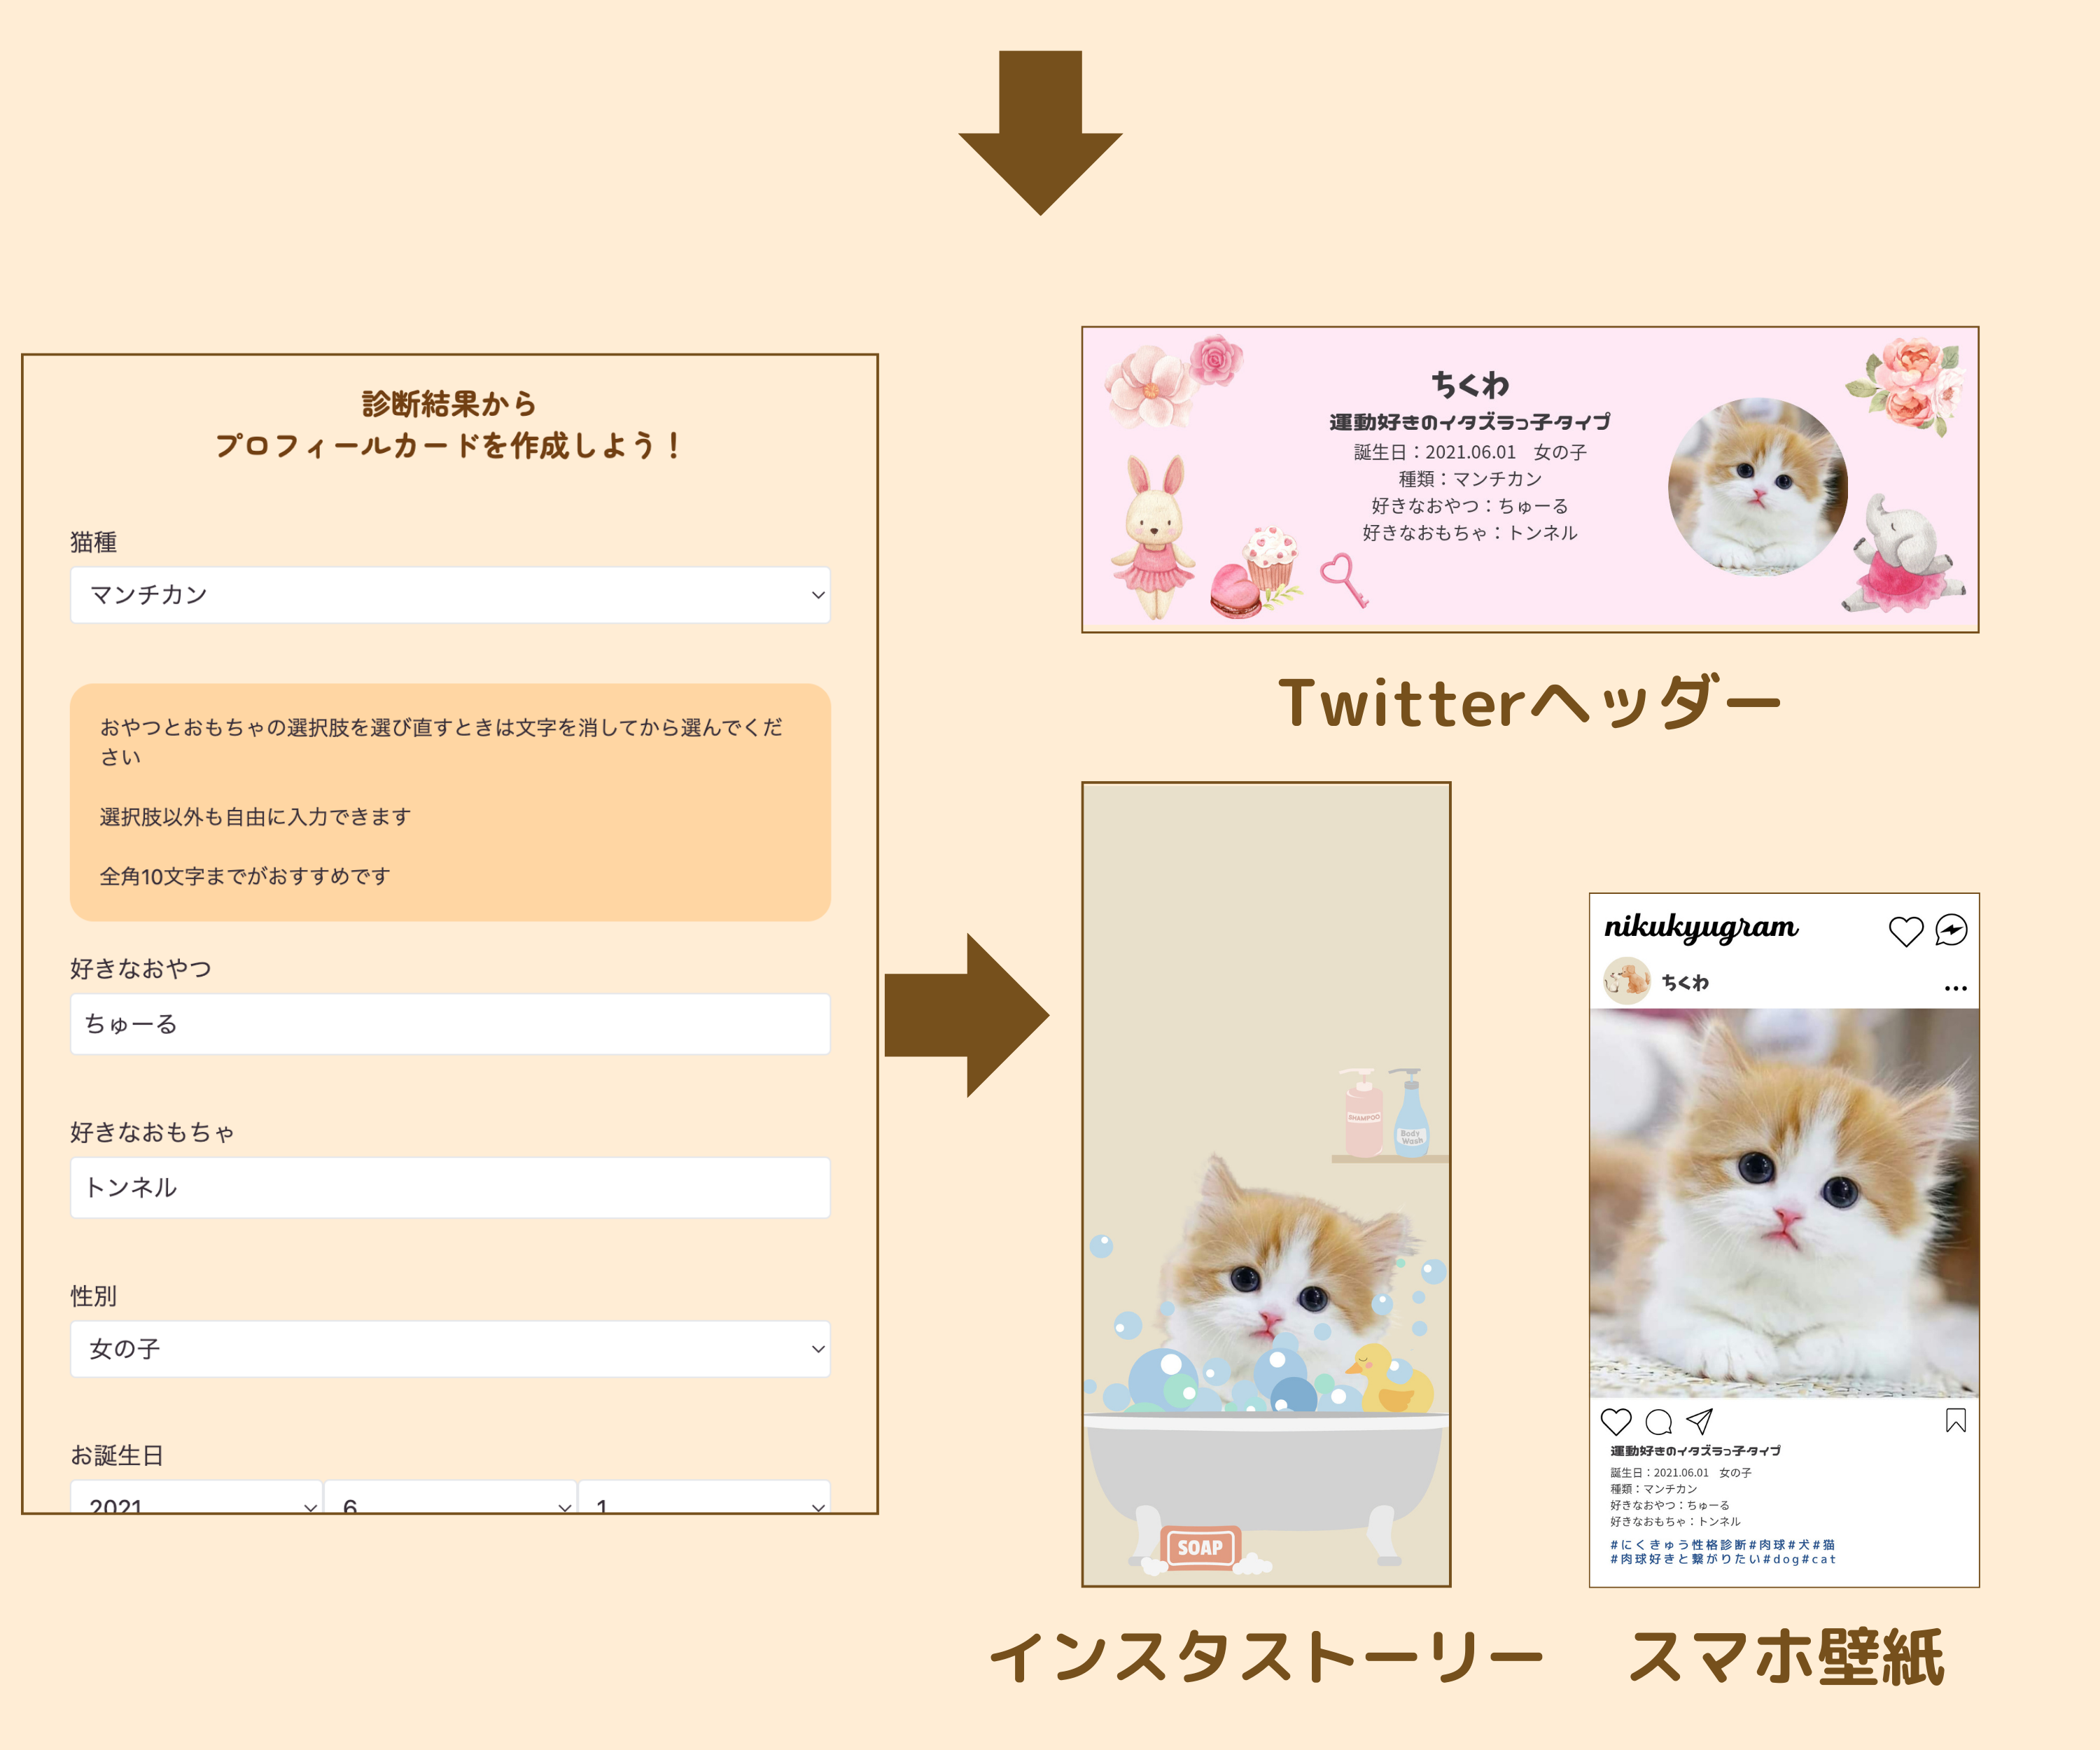 診断結果から
プロフィールカードを作成しよう！
猫種
マンチカン
おやつとおもちゃの選択肢を選び直すときは文字を消してから選んでくだ
さい
選択肢以外も自由に入力できます
全角10文字までがおすすめです
好きなおやつ
ちゅーる
好きなおもちゃ
トンネル
性別
女の子
お誕生日
2021 6 1
ちくわ
運動好きのイタズラっ子タイプ
誕生日：2021.06.01　女の子
種類：マンチカン
好きなおやつ：ちゅーる
好きなおもちゃ：トンネル
Twitterヘッダー
SHAMPOO
Body
Wash
SOAP
インスタストーリー
nikukyugram
ちくわ
運動好きのイタズラっ子タイプ
誕生日：2021.06.01　女の子
種類：マンチカン
好きなおやつ：ちゅーる
好きなおもちゃ：トンネル
#にくきゅう性格診断#肉球#犬#猫
#肉球好きと繋がりたい#dog#cat
スマホ壁紙